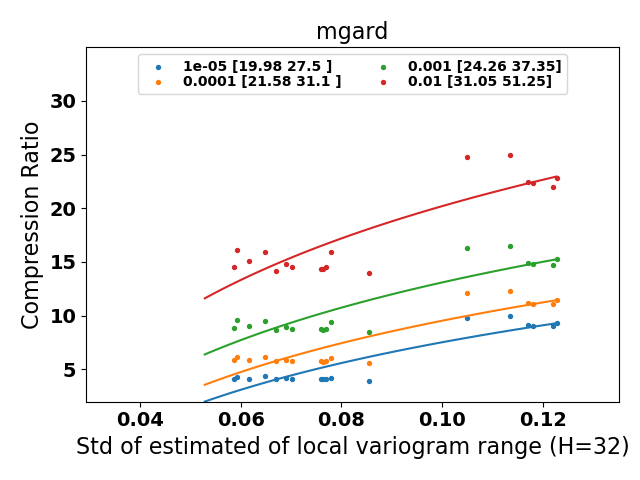 mgard
1e-05 [19.98 27.5 ]
0.0001 [21.58 31.1 ]
0.001 [24.26 37.35]
0.01 [31.05 51.25]
Compression Ratio
30
25
20
15
10
5
0.04 0.06 0.08 0.10 0.12
Std of estimated of local variogram range (H=32)